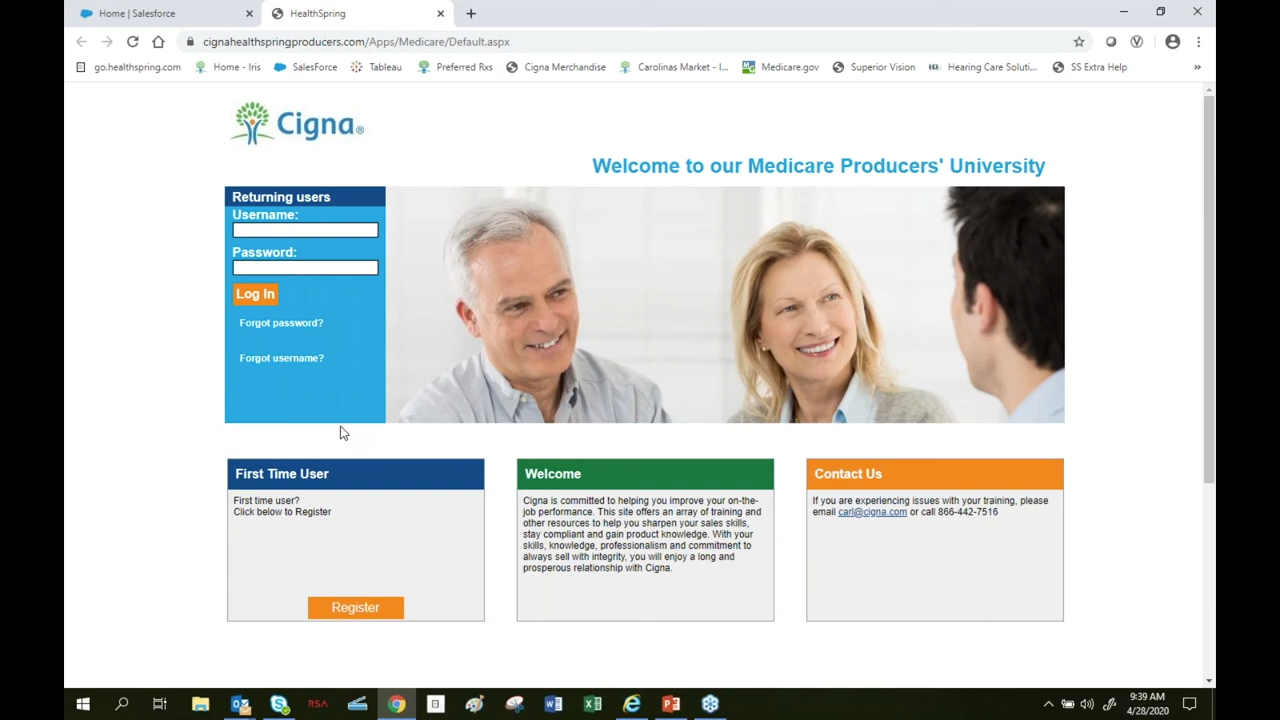 Home | Salesforce
HealthSpring
cignahealthspringproducers.com/Apps/Medicare/Default.aspx
go.healthspring.com
Home - Iris
SalesForce
Tableau
Preferred Rxs
Cigna Merchandise
Carolinas Market - I...
Medicare.gov
Superior Vision
Hearing Care Soluti...
SS Extra Help
»
Cigna®
Welcome to our Medicare Producers' University
Returning users
Username:
Password:
Log In
Forgot password?
Forgot username?
First Time User
First time user?
Click below to Register
Register
Welcome
Cigna is committed to helping you improve your on-the-
job performance. This site offers an array of training and
other resources to help you sharpen your sales skills,
stay compliant and gain product knowledge. With your
skills, knowledge, professionalism and commitment to
always sell with integrity, you will enjoy a long and
prosperous relationship with Cigna.
Contact Us
If you are experiencing issues with your training, please
email carl@cigna.com or call 866-442-7516
RSA
9:39 AM
4/28/2020